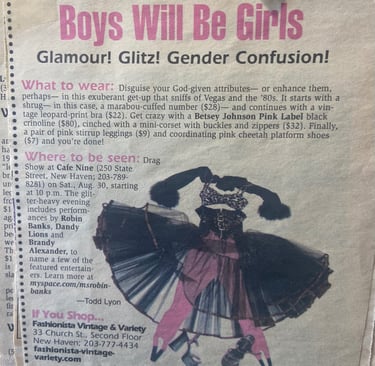 Boys Will Be Girls
Glamour! Glitz! Gender Confusion!
What to wear: Disguise your God-given attributes— or enhance them,
perhaps— in this exuberant get-up that sniffs of Vegas and the '80s. It starts with a
shrug— in this case, a marabou-cuffed number ($28)— and continues with a vin-
tage leopard-print bra ($22). Get crazy with a Betsey Johnson Pink Label black
crinoline ($80), cinched with a mini-corset with buckles and zippers ($32). Finally,
a pair of pink stirrup leggings ($9) and coordinating pink cheetah platform shoes
($7) and you're done!
Where to be seen: Drag
Show at Cafe Nine (250 State
Street, New Haven; 203-789-
8281) on Sat., Aug. 30, starting
at 10 p.m. The glit-
ter-heavy evening
includes perform-
ances by Robin
Banks, Dandy
Lions and
Brandy
Alexander, to
name a few of the
featured entertain-
ers. Learn more at
myspace.com/msrobin-
banks
—Todd Lyon
If You Shop...
Fashionista Vintage & Variety
33 Church St., Second Floor
New Haven: 203-777-4434
fashionista-vintage-
variety.com